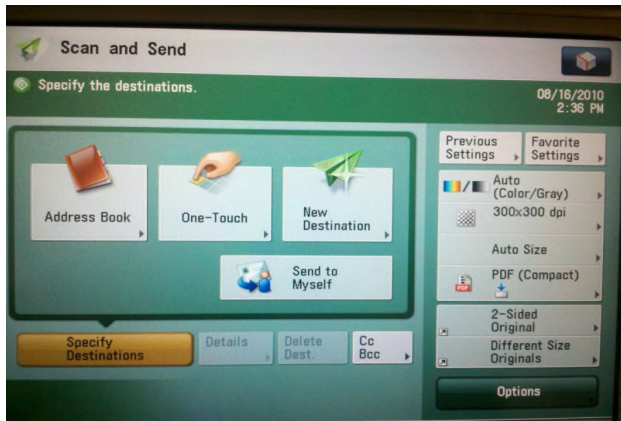 Scan and Send
Specify the destinations.
08/16/2010
2:36 PM
Address Book
One-Touch
New
Destination
Send to
Myself
Specify
Destinations
Details
Delete
Dest.
Cc
Bcc
Previous
Settings
Favorite
Settings
Auto
(Color/Gray)
300x300 dpi
Auto Size
PDF (Compact)
PDF
2-Sided
Original
Different Size
Originals
Options